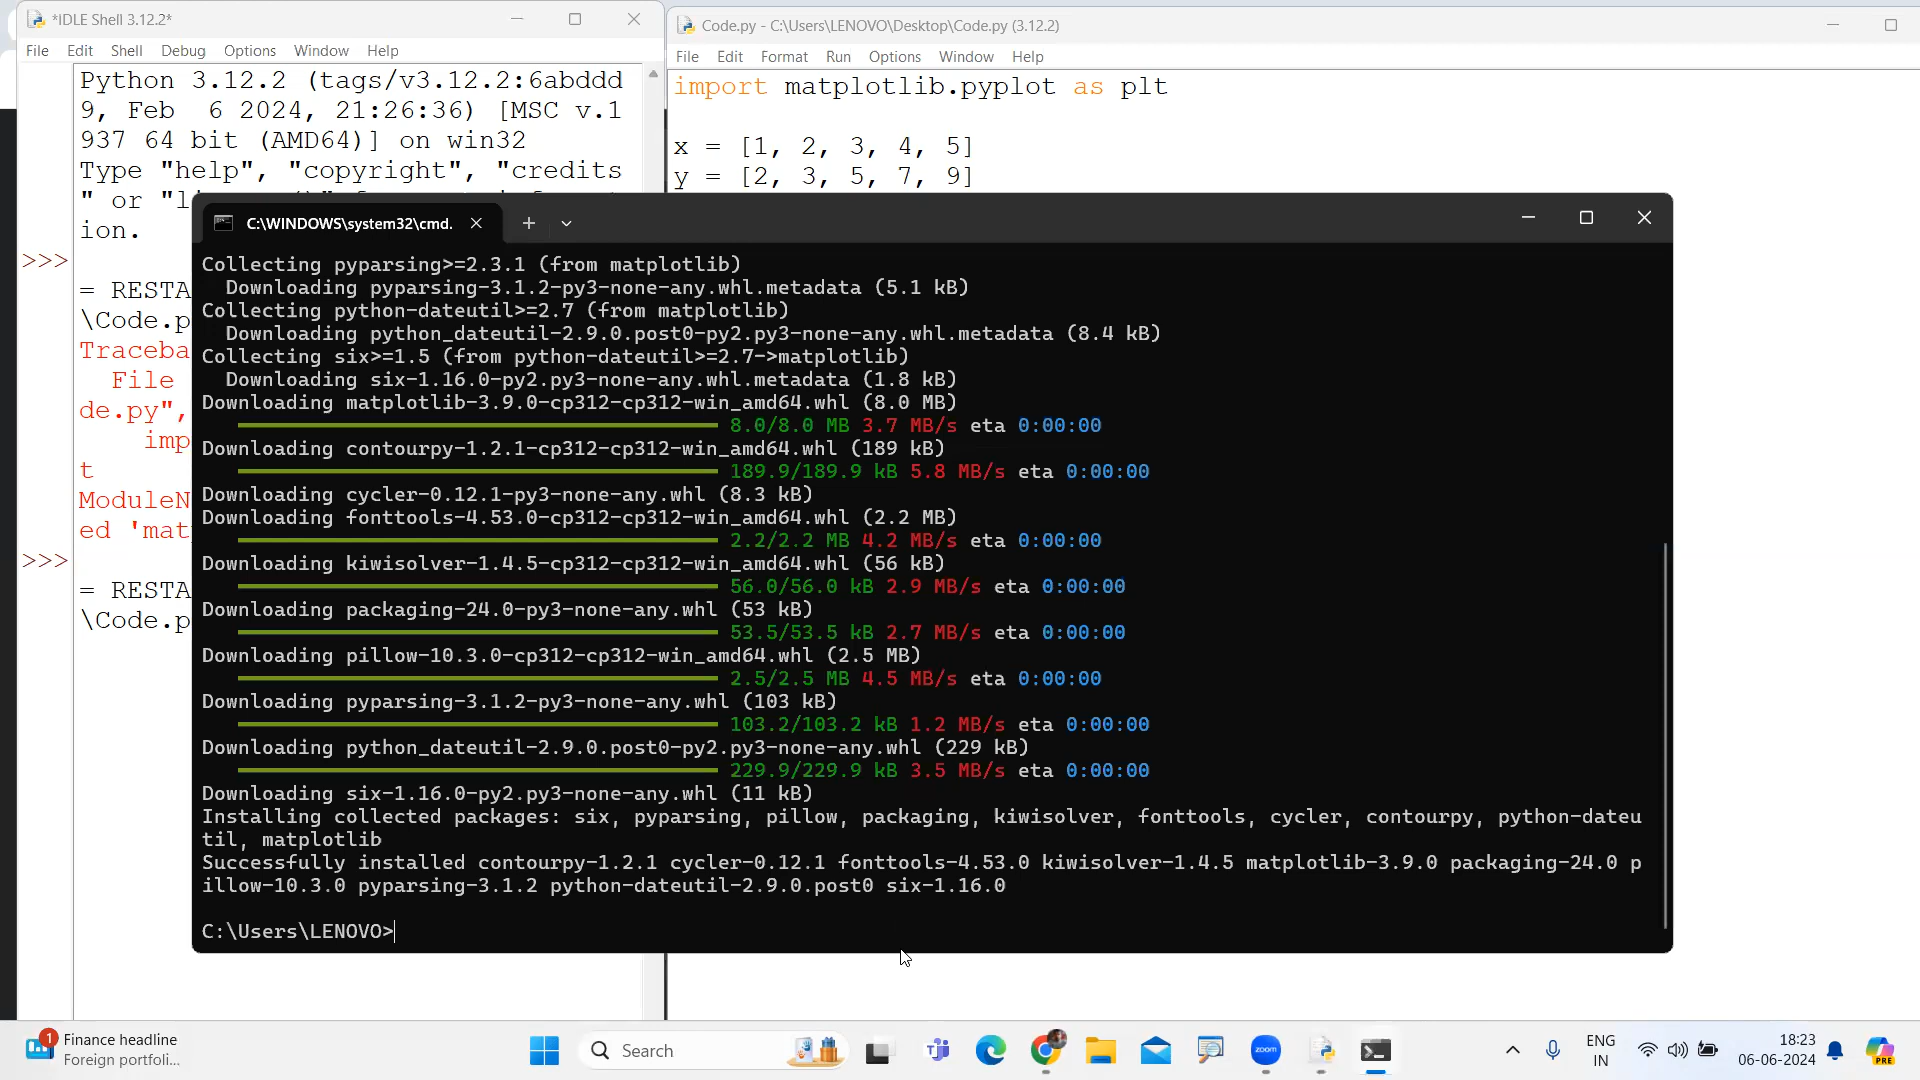 *IDLE Shell 3.12.2*
File Edit Shell Debug Options Window Help
Python 3.12.2 (tags/v3.12.2:6abddd
9, Feb  6 2024, 21:26:36) [MSC v.1
937 64 bit (AMD64)] on win32
Type "help", "copyright", "credits
" or "li
ion.
>>>
= RESTA
\Code.p
Traceba
File
de.py",
imp
t
ModuleN
ed 'mat
>>>
= RESTA
\Code.p
Code.py - C:\Users\LENOVO\Desktop\Code.py (3.12.2)
File Edit Format Run Options Window Help
import matplotlib.pyplot as plt
x = [1, 2, 3, 4, 5]
y = [2, 3, 5, 7, 9]
C:\WINDOWS\system32\cmd.
Collecting pyparsing>=2.3.1 (from matplotlib)
Downloading pyparsing-3.1.2-py3-none-any.whl.metadata (5.1 kB)
Collecting python-dateutil>=2.7 (from matplotlib)
Downloading python_dateutil-2.9.0.post0-py2.py3-none-any.whl.metadata (8.4 kB)
Collecting six>=1.5 (from python-dateutil>=2.7->matplotlib)
Downloading six-1.16.0-py2.py3-none-any.whl.metadata (1.8 kB)
Downloading matplotlib-3.9.0-cp312-cp312-win_amd64.whl (8.0 MB)
8.0/8.0 MB 3.7 MB/s eta 0:00:00
Downloading contourpy-1.2.1-cp312-cp312-win_amd64.whl (189 kB)
189.9/189.9 kB 5.8 MB/s eta 0:00:00
Downloading cycler-0.12.1-py3-none-any.whl (8.3 kB)
Downloading fonttools-4.53.0-cp312-cp312-win_amd64.whl (2.2 MB)
2.2/2.2 MB 4.2 MB/s eta 0:00:00
Downloading kiwisolver-1.4.5-cp312-cp312-win_amd64.whl (56 kB)
56.0/56.0 kB 2.9 MB/s eta 0:00:00
Downloading packaging-24.0-py3-none-any.whl (53 kB)
53.5/53.5 kB 2.7 MB/s eta 0:00:00
Downloading pillow-10.3.0-cp312-cp312-win_amd64.whl (2.5 MB)
2.5/2.5 MB 4.5 MB/s eta 0:00:00
Downloading pyparsing-3.1.2-py3-none-any.whl (103 kB)
103.2/103.2 kB 1.2 MB/s eta 0:00:00
Downloading python_dateutil-2.9.0.post0-py2.py3-none-any.whl (229 kB)
229.9/229.9 kB 3.5 MB/s eta 0:00:00
Downloading six-1.16.0-py2.py3-none-any.whl (11 kB)
Installing collected packages: six, pyparsing, pillow, packaging, kiwisolver, fonttools, cycler, contourpy, python-dateu
til, matplotlib
Successfully installed contourpy-1.2.1 cycler-0.12.1 fonttools-4.53.0 kiwisolver-1.4.5 matplotlib-3.9.0 packaging-24.0 p
illow-10.3.0 pyparsing-3.1.2 python-dateutil-2.9.0.post0 six-1.16.0
C:\Users\LENOVO>
1
Finance headline
Foreign portfoli...
Search
zoom
ENG
IN
18:23
06-06-2024
PRE